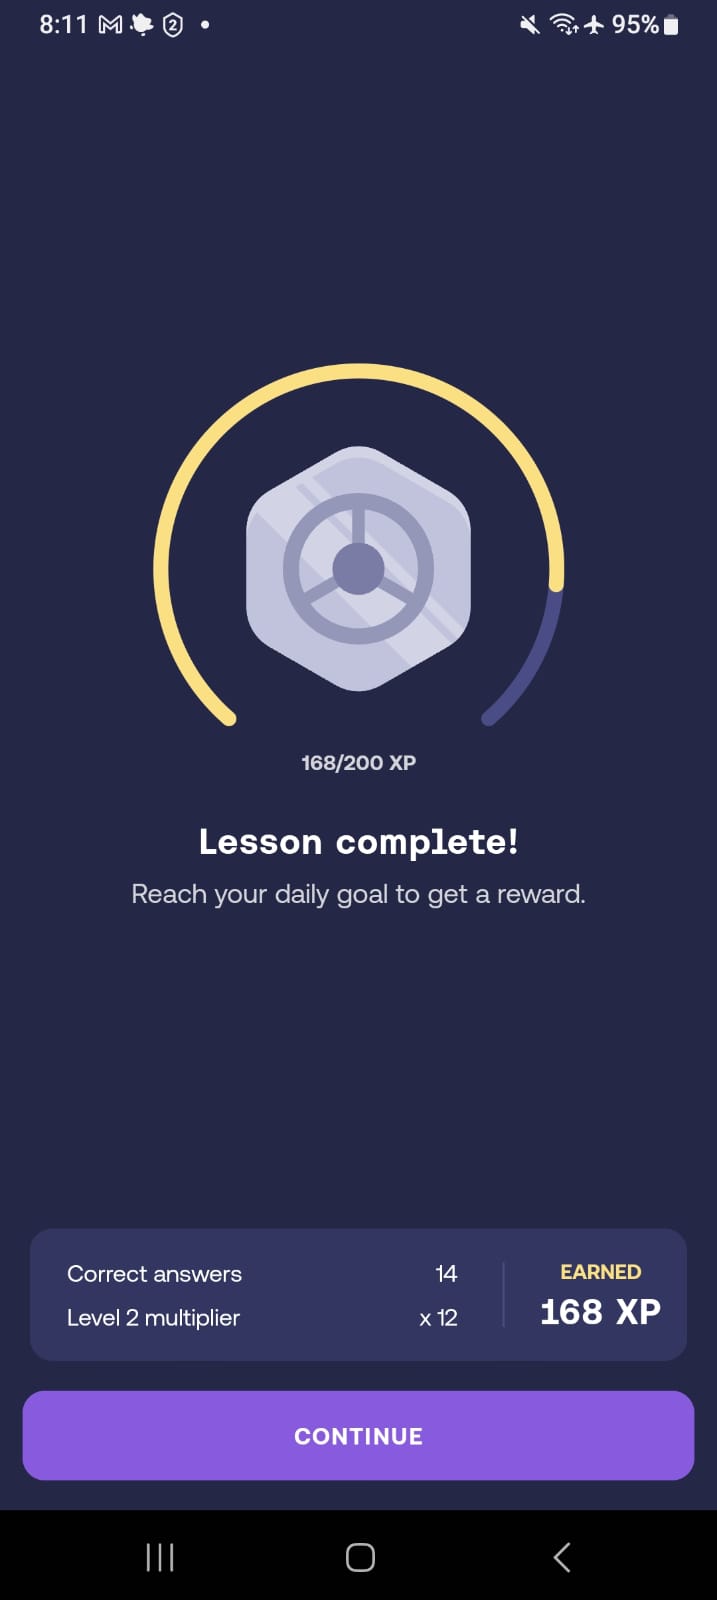 8:11
2
95%
168/200 XP
Lesson complete!
Reach your daily goal to get a reward.
Correct answers 14
Level 2 multiplier x 12
EARNED
168 XP
CONTINUE